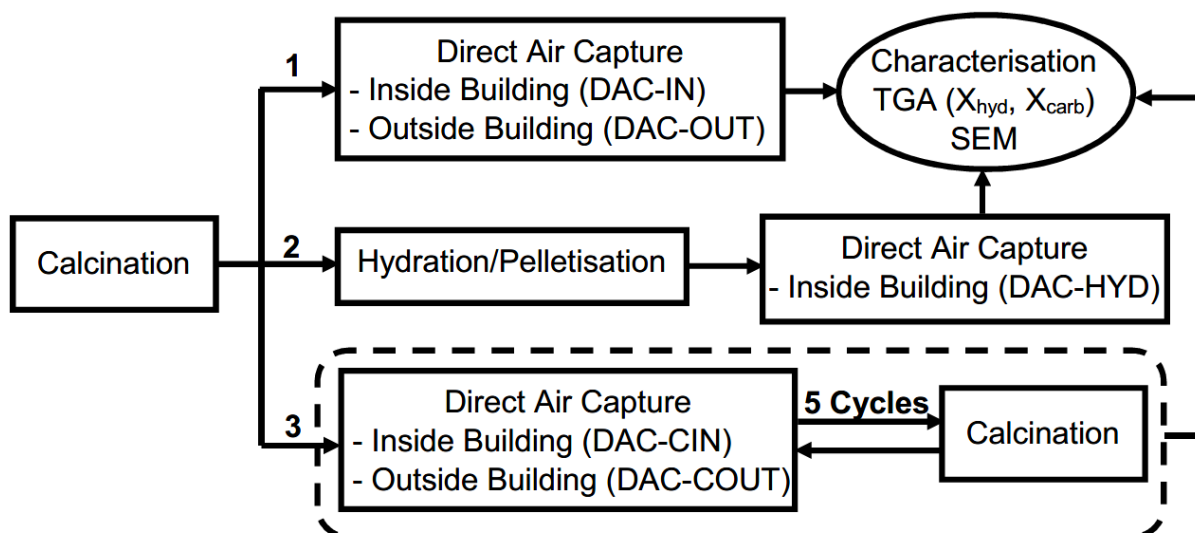 1
Direct Air Capture
- Inside Building (DAC-IN)
- Outside Building (DAC-OUT)
Characterisation
TGA (Xhyd, Xcarb)
SEM
Calcination
2
Hydration/Pelletisation
Direct Air Capture
- Inside Building (DAC-HYD)
3
Direct Air Capture
- Inside Building (DAC-CIN)
- Outside Building (DAC-COUT)
5 Cycles
Calcination